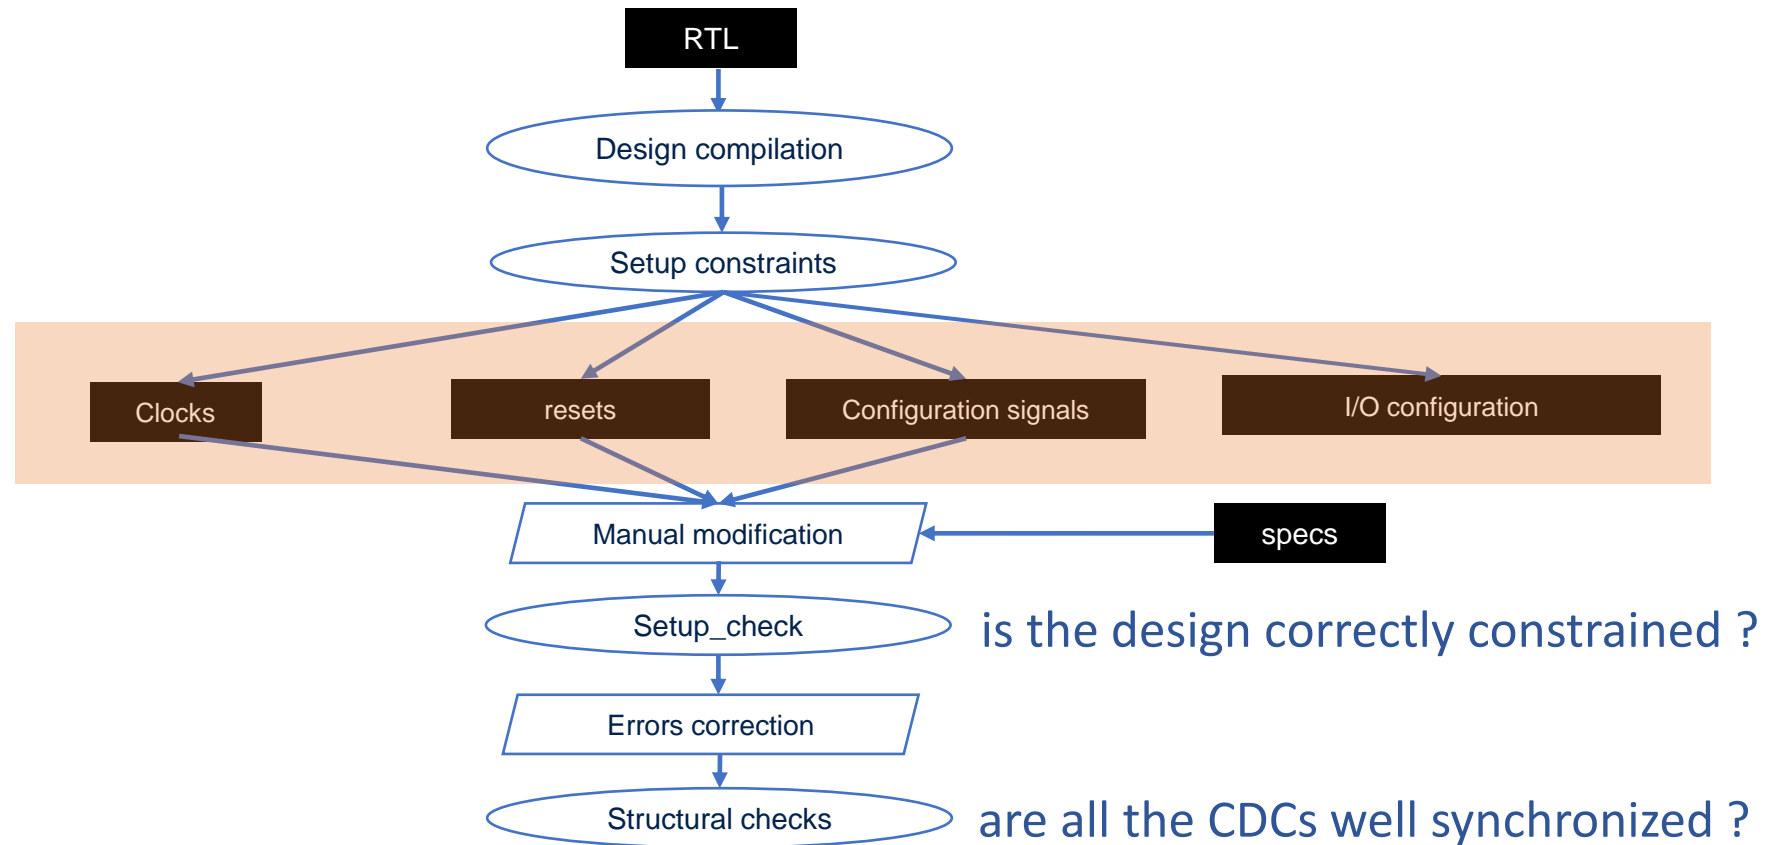 RTL
Design compilation
Setup constraints
Clocks
resets
Configuration signals
I/O configuration
Manual modification
specs
Setup_check
is the design correctly constrained ?
Errors correction
Structural checks
are all the CDCs well synchronized ?